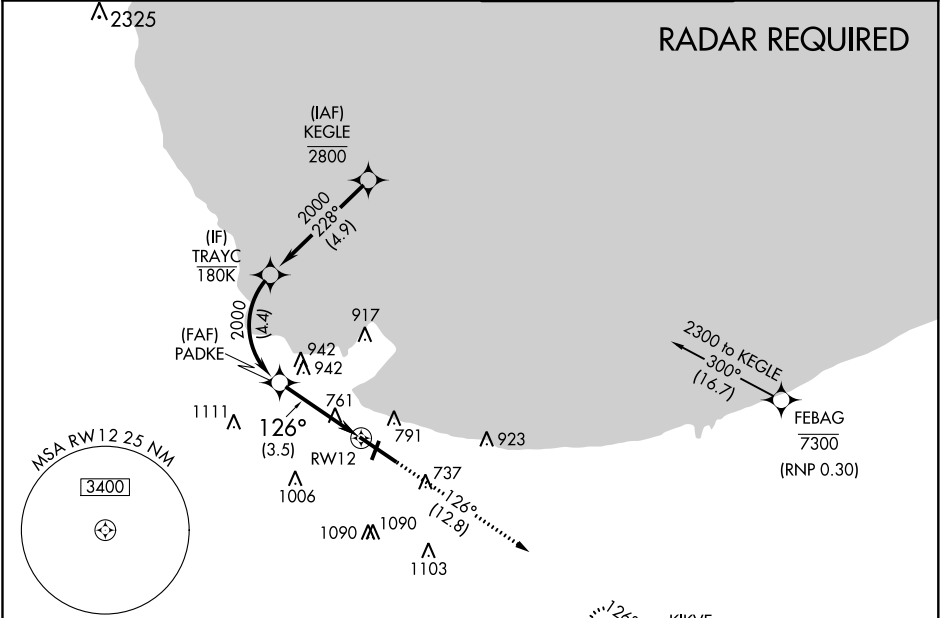 2325
RADAR REQUIRED
(IAF)
KEGLE
2800
2000
228°
(4.9)
(IF)
TRAYC
180K
2000
(4.4)
(FAF)
PADKE
917
942
942
2300 to KEGLE
300°
(16.7)
761
1111
126°
(3.5)
791
923
FEBAG
7300
(RNP 0.30)
RW12
MSA RW12 25 NM
3400
737
1006
126°
(12.8)
1090
1090
1103
126°
KIKVE